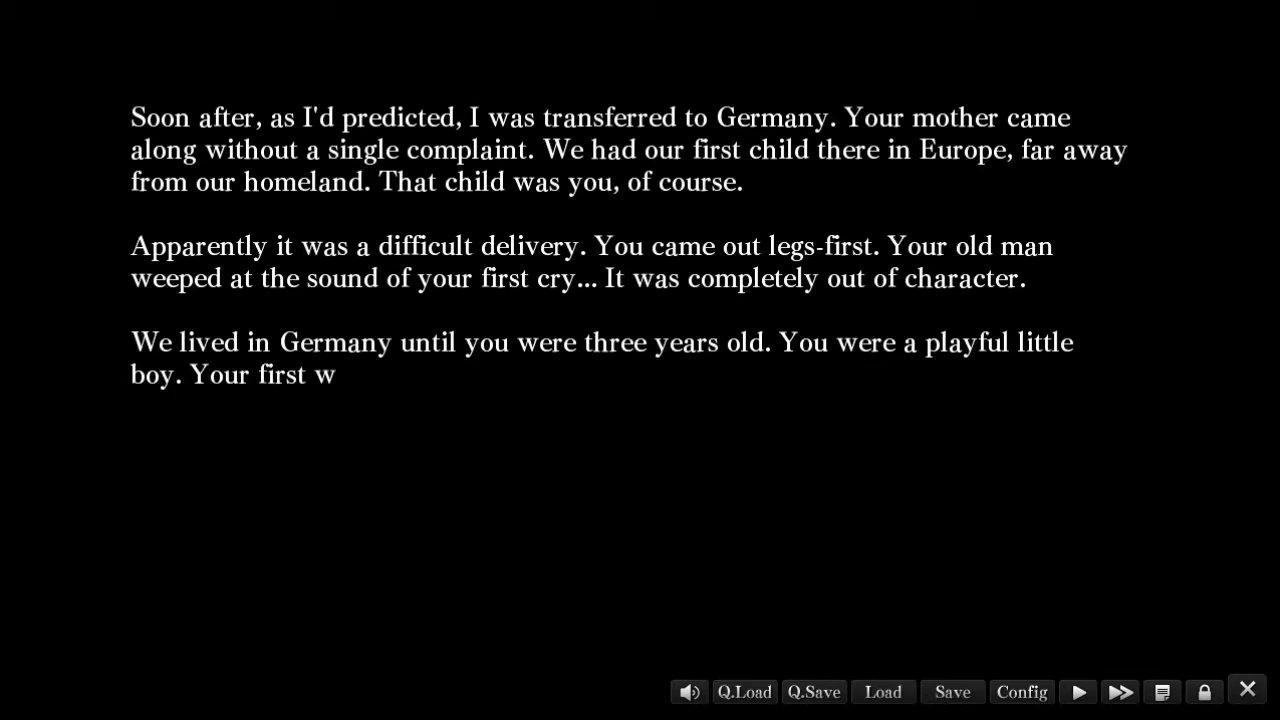 Soon after, as I'd predicted, I was transferred to Germany. Your mother came
along without a single complaint. We had our first child there in Europe, far away
from our homeland. That child was you, of course.
Apparently it was a difficult delivery. You came out legs-first. Your old man
weeped at the sound of your first cry... It was completely out of character.
We lived in Germany until you were three years old. You were a playful little
boy. Your first w
Q.Load Q.Save Load Save Config